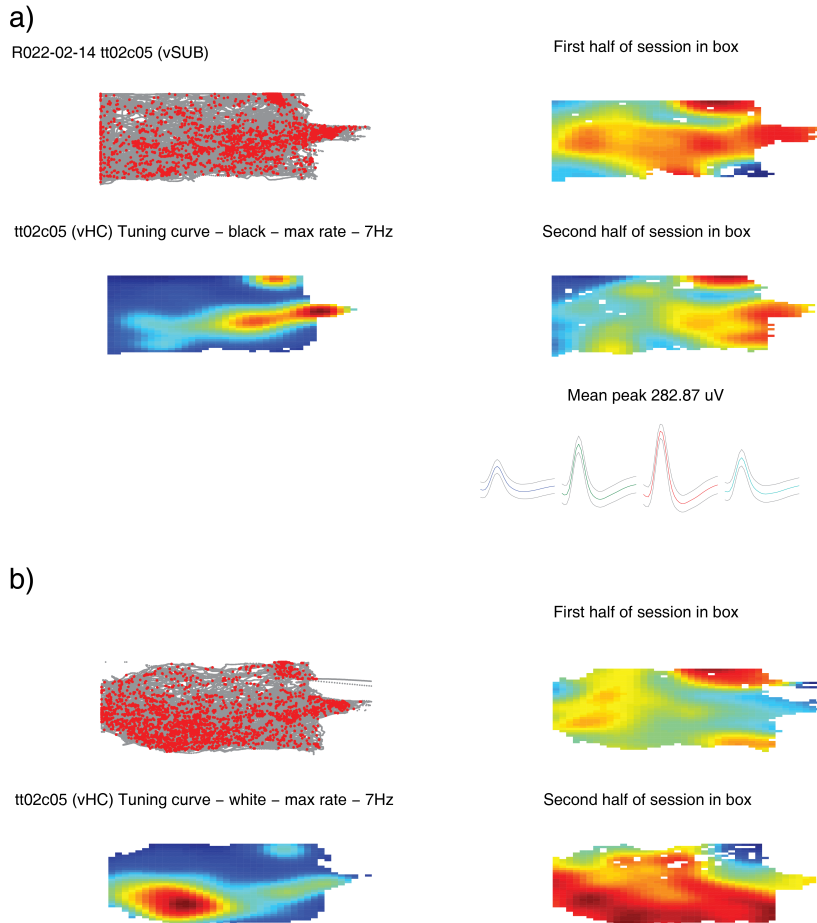 a)
R022-02-14 tt02c05 (vSUB)
First half of session in box
tt02c05 (vHC) Tuning curve − black − max rate − 7Hz
Second half of session in box
Mean peak 282.87 uV
b)
First half of session in box
tt02c05 (vHC) Tuning curve − white − max rate − 7Hz
Second half of session in box